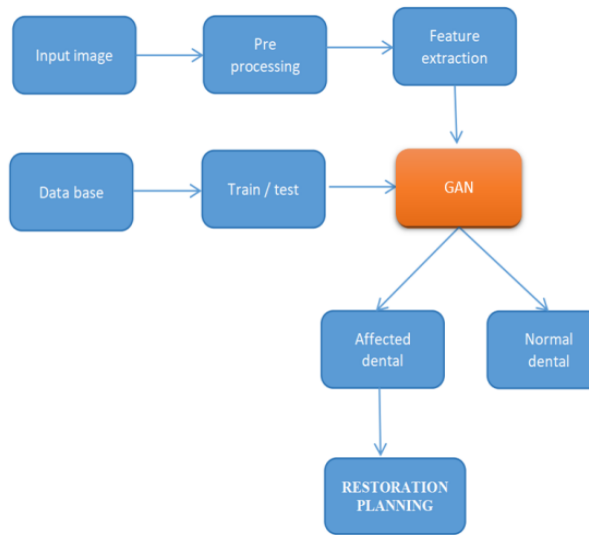 Input image
Pre
processing
Feature
extraction
Data base
Train / test
GAN
Affected
dental
Normal
dental
RESTORATION
PLANNING